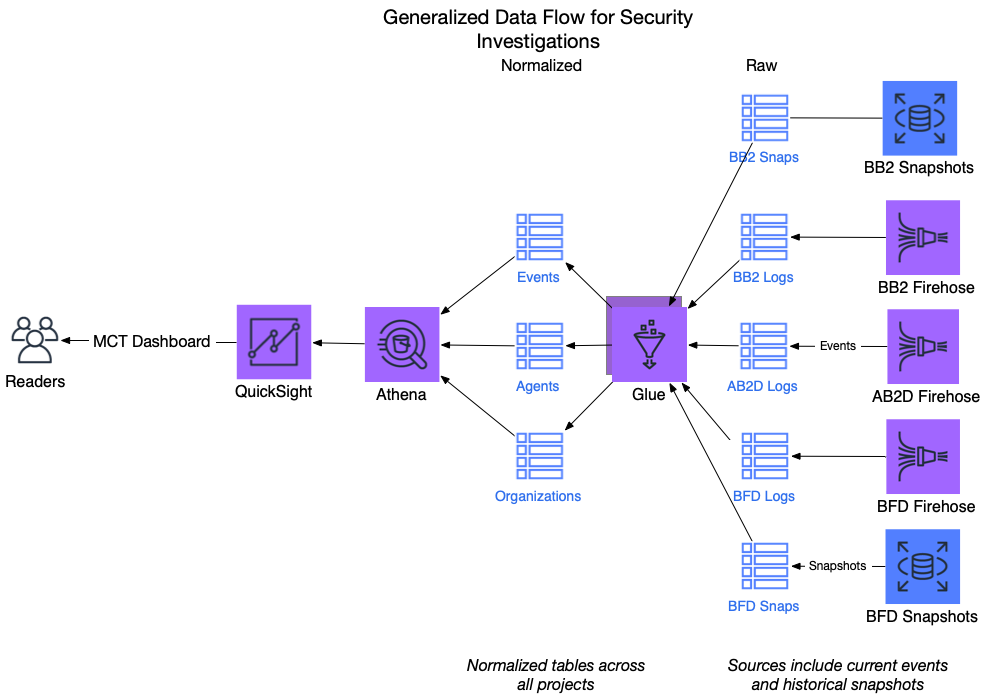 Generalized Data Flow for Security
Investigations
Normalized
Raw
BB2 Snaps
BB2 Snapshots
Events
BB2 Logs
BB2 Firehose
MCT Dashboard
Readers
QuickSight
Athena
Agents
Glue
AB2D Logs
Events
AB2D Firehose
Organizations
BFD Logs
BFD Firehose
Snapshots
BFD Snaps
BFD Snapshots
Normalized tables across
all projects
Sources include current events
and historical snapshots